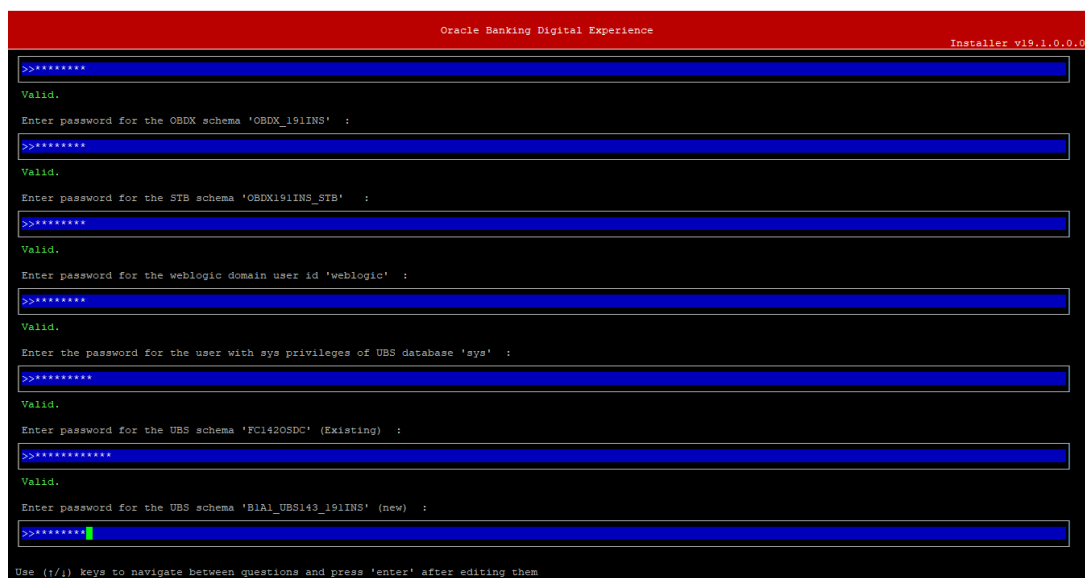 Oracle Banking Digital Experience
Installer v19.1.0.0.0
>>********
Valid.
Enter password for the OBDX schema 'OBDX_191INS' :
>>********
Valid.
Enter password for the STB schema 'OBDX191INS_STB' :
>>********
Valid.
Enter password for the weblogic domain user id 'weblogic' :
>>********
Valid.
Enter the password for the user with sys privileges of UBS database 'sys' :
>>*********
Valid.
Enter password for the UBS schema 'FC142OSDC' (Existing) :
>>************
Valid.
Enter password for the UBS schema 'B1A1_UBS143_191INS' (new) :
>>********
Use (↑/↓) keys to navigate between questions and press 'enter' after editing them